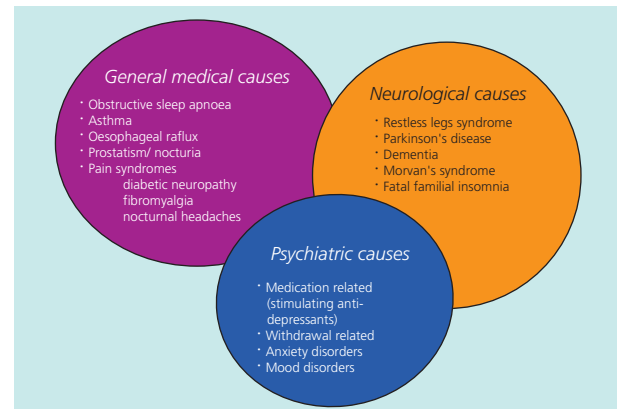 General medical causes
· Obstructive sleep apnoea
· Asthma
· Oesophageal raflux
· Prostatism/ nocturia
· Pain syndromes
diabetic neuropathy
fibromyalgia
nocturnal headaches
Neurological causes
· Restless legs syndrome
· Parkinson's disease
· Dementia
· Morvan's syndrome
· Fatal familial insomnia
Psychiatric causes
· Medication related
(stimulating anti-
depressants)
· Withdrawal related
· Anxiety disorders
· Mood disorders